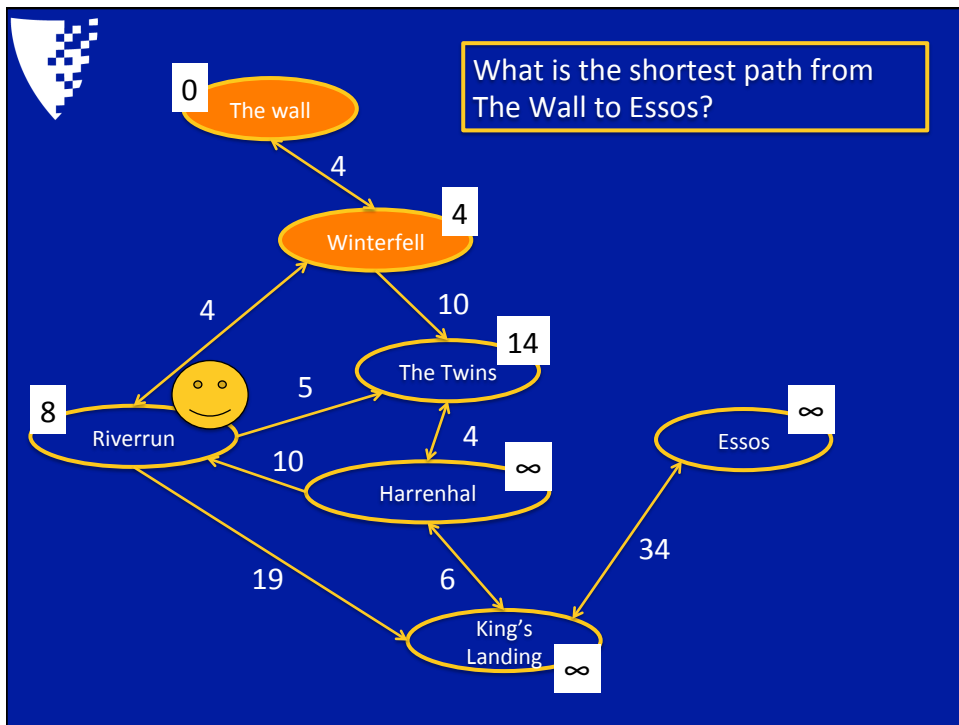 What is the shortest path from
The Wall to Essos?
0
The wall
4
4
Winterfell
4
10
14
The Twins
8
Riverrun
5
∞
Essos
4
10
∞
Harrenhal
34
19
6
King's
Landing
∞